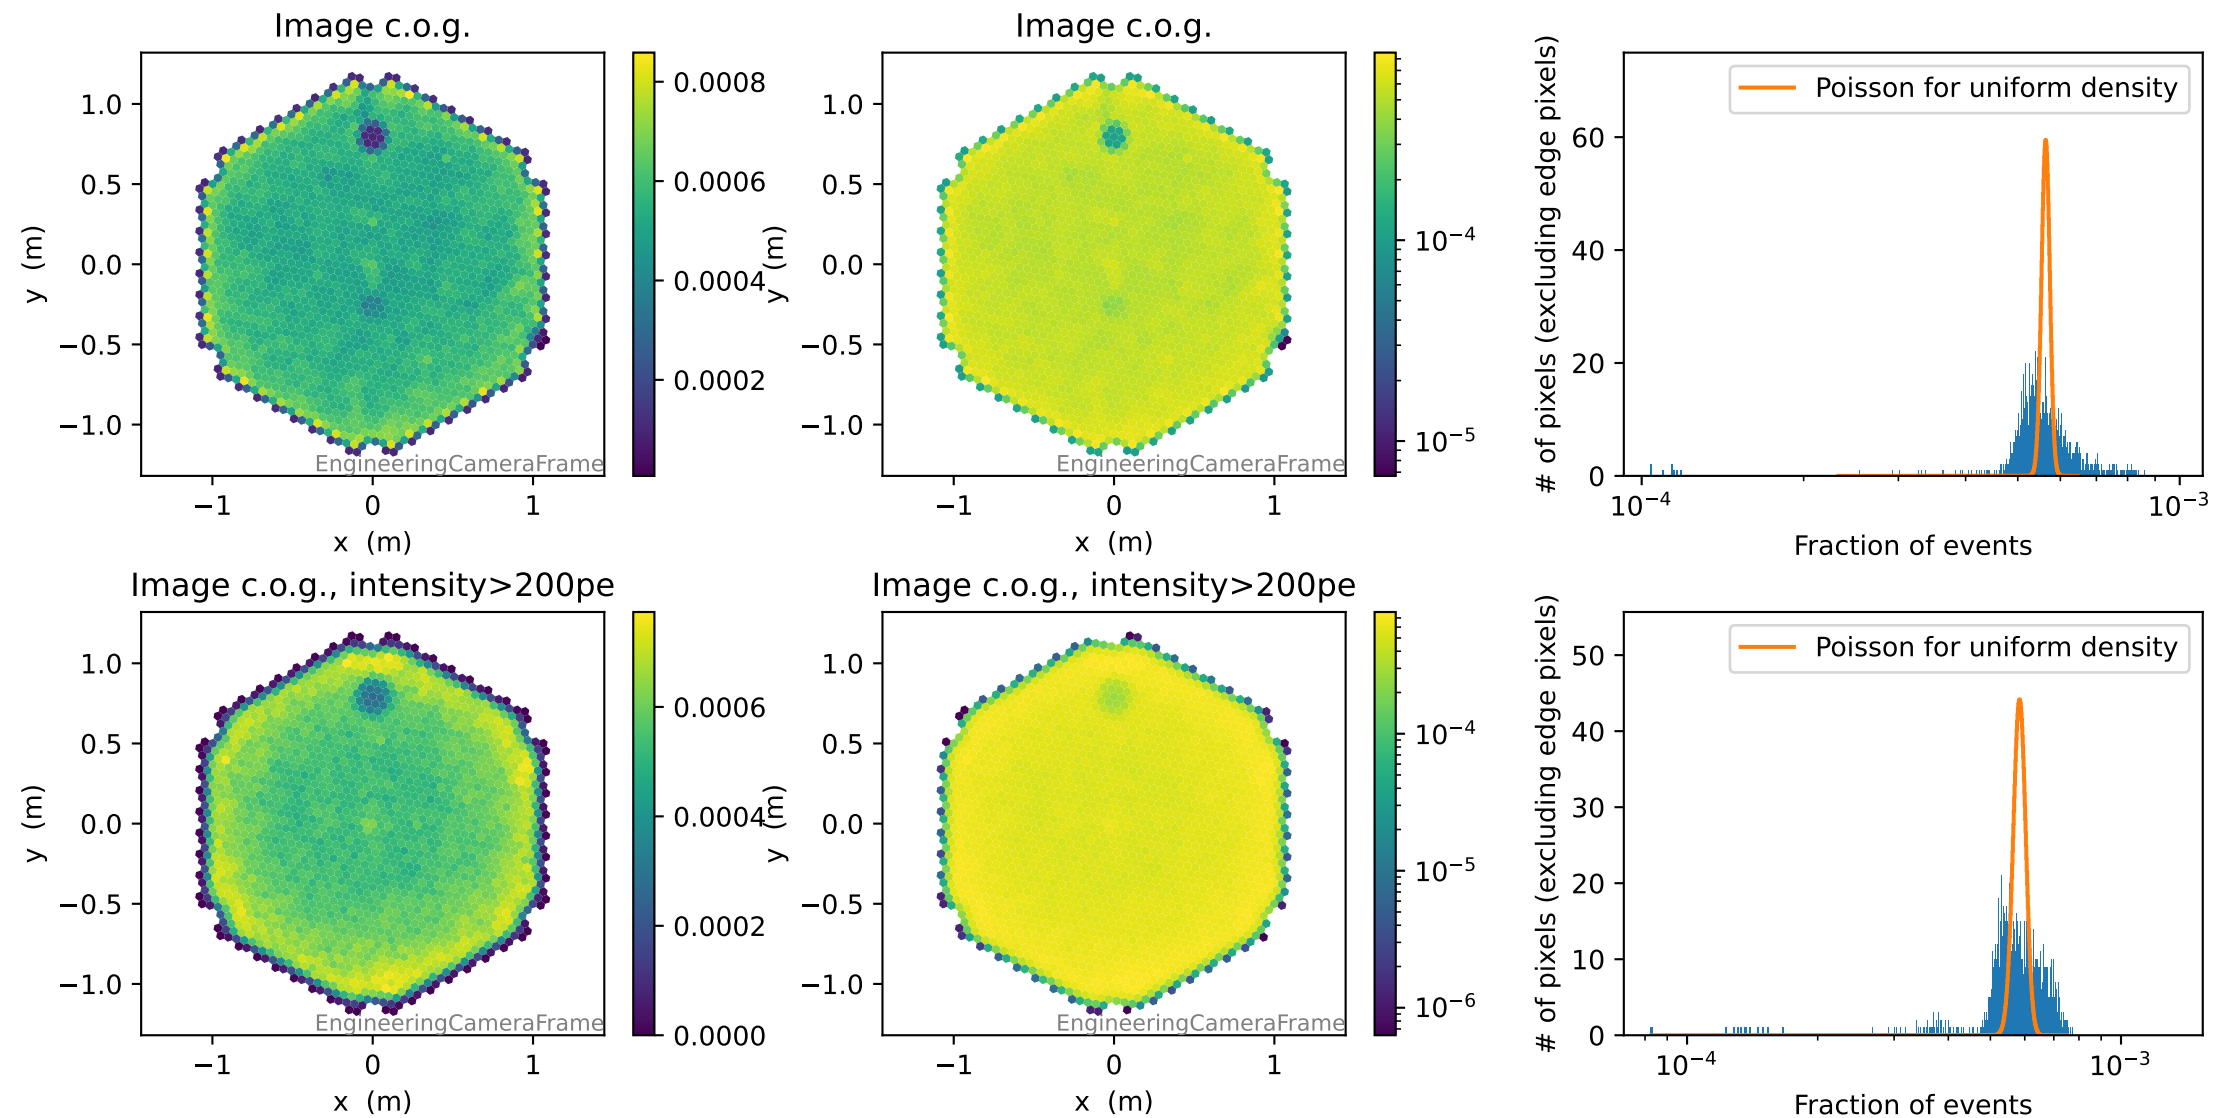 Image c.o.g.
1.0
0.5
0.0
−0.5
−1.0
y (m)
−1 0 1
x (m)
EngineeringCameraFrame
0.0008
0.0006
0.0004
0.0002
Image c.o.g.
1.0
0.5
0.0
−0.5
−1.0
y (m)
−1 0 1
x (m)
EngineeringCameraFrame
10⁻⁴
10⁻⁵
# of pixels (excluding edge pixels)
60
40
20
0
Poisson for uniform density
10⁻⁴ 10⁻³
Fraction of events
Image c.o.g., intensity>200pe
1.0
0.5
0.0
−0.5
−1.0
y (m)
−1 0 1
x (m)
EngineeringCameraFrame
0.0006
0.0004
0.0002
0.0000
Image c.o.g., intensity>200pe
1.0
0.5
0.0
−0.5
−1.0
y (m)
−1 0 1
x (m)
EngineeringCameraFrame
10⁻⁴
10⁻⁵
10⁻⁶
# of pixels (excluding edge pixels)
50
40
30
20
10
0
Poisson for uniform density
10⁻⁴ 10⁻³
Fraction of events